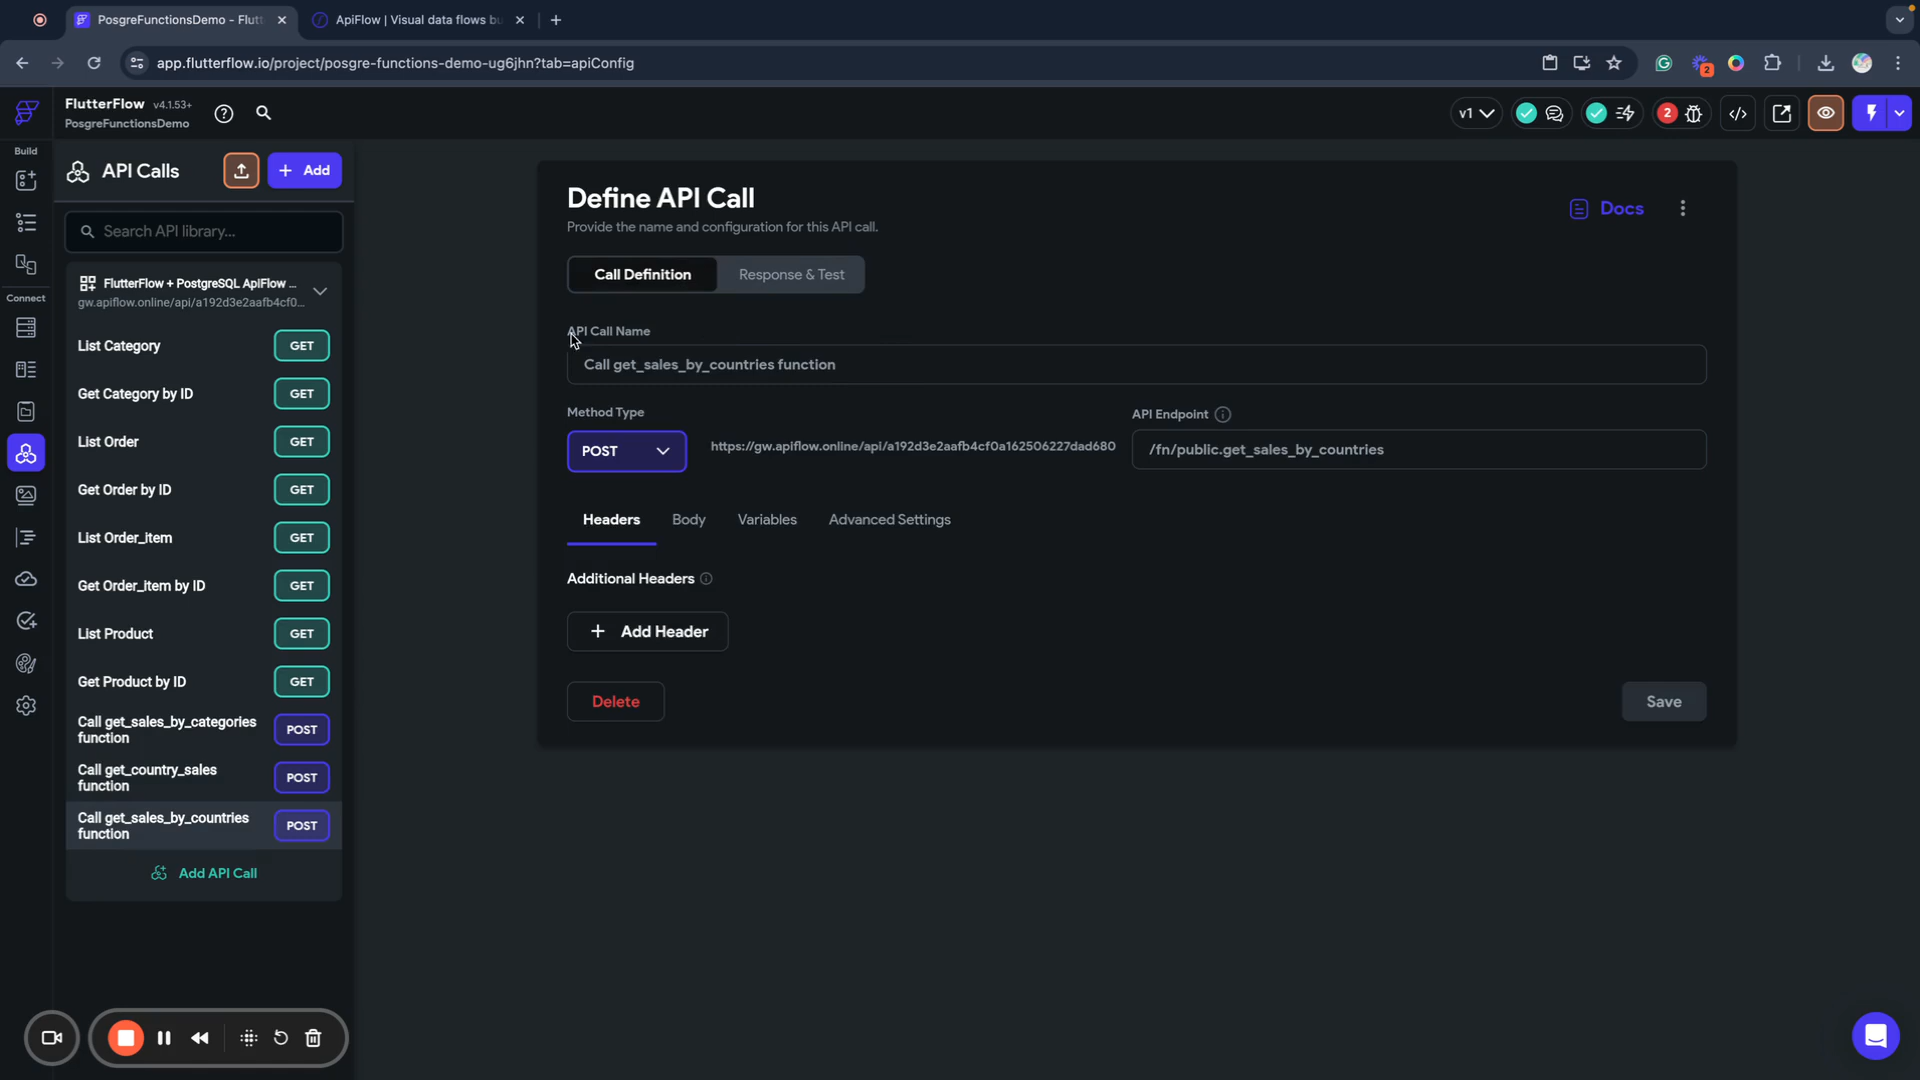 PosgreFunctionsDemo - Flutt
ApiFlow | Visual data flows bu
app.flutterflow.io/project/posgre-functions-demo-ug6jhn?tab=apiConfig
2
FlutterFlow v4.1.53+
PosgreFunctionsDemo
v1
2
Build
API Calls
Add
Search API library...
Connect
FlutterFlow + PostgreSQL ApiFlow ...
gw.apiflow.online/api/a192d3e2aafb4cf0...
List Category GET
Get Category by ID GET
List Order GET
Get Order by ID GET
List Order_item GET
Get Order_item by ID GET
List Product GET
Get Product by ID GET
Call get_sales_by_categories
function POST
Call get_country_sales
function POST
Call get_sales_by_countries
function POST
Add API Call
Define API Call
Provide the name and configuration for this API call.
Docs
Call Definition Response & Test
API Call Name
Call get_sales_by_countries function
Method Type
POST
https://gw.apiflow.online/api/a192d3e2aafb4cf0a162506227dad680
API Endpoint
/fn/public.get_sales_by_countries
Headers Body Variables Advanced Settings
Additional Headers
Add Header
Delete
Save